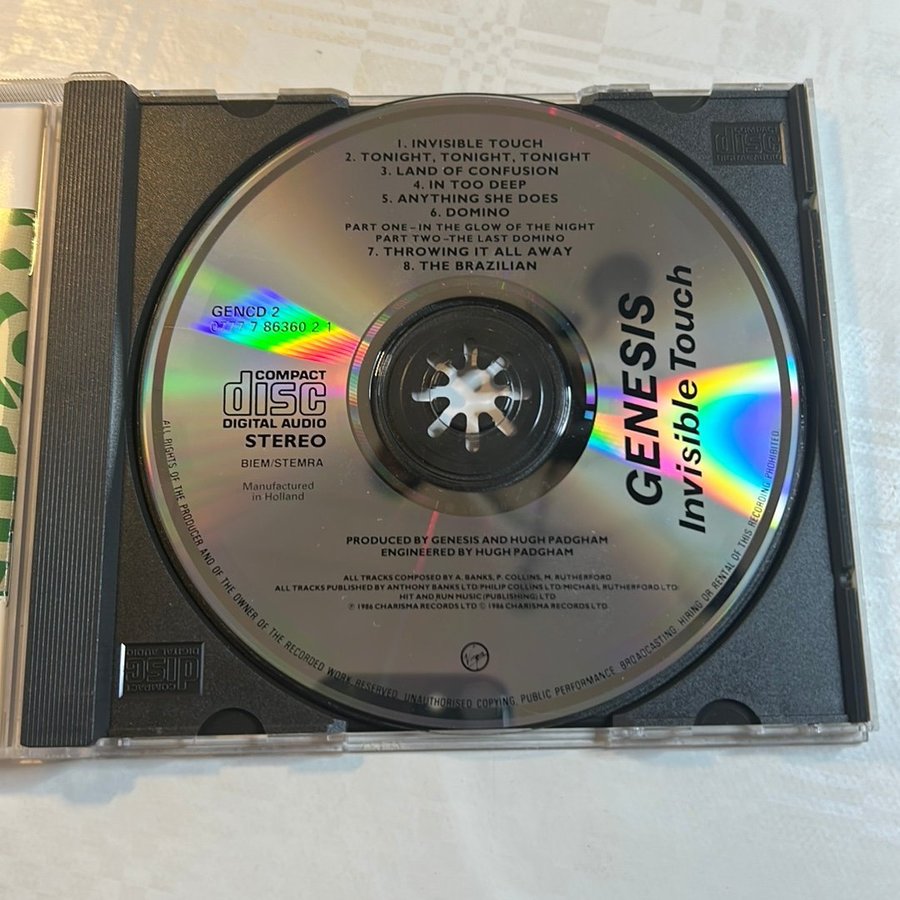 1. INVISIBLE TOUCH
2. TONIGHT, TONIGHT, TONIGHT
3. LAND OF CONFUSION
4. IN TOO DEEP
5. ANYTHING SHE DOES
6. DOMINO
PART ONE-IN THE GLOW OF THE NIGHT
PART TWO-THE LAST DOMINO
7. THROWING IT ALL AWAY
8. THE BRAZILIAN
GENCD 2
0777 7 86360 2 1
COMPACT
disc
DIGITAL AUDIO
STEREO
BIEM/STEMRA
Manufactured
in Holland
GENESIS
Invisible Touch
PRODUCED BY GENESIS AND HUGH PADGHAM
ENGINEERED BY HUGH PADGHAM
ALL TRACKS COMPOSED BY A. BANKS, P. COLLINS, M. RUTHERFORD
ALL TRACKS PUBLISHED BY ANTHONY BANKS LTD/PHILIP COLLINS LTD/MICHAEL RUTHERFORD LTD/
HIT AND RUN MUSIC (PUBLISHING) LTD
℗ 1986 CHARISMA RECORDS LTD © 1986 CHARISMA RECORDS LTD.
Virgin
ALL RIGHTS OF THE PRODUCER AND OF THE OWNER OF THE RECORDED WORK RESERVED. UNAUTHORISED COPYING, PUBLIC PERFORMANCE, BROADCASTING, HIRING OR RENTAL OF THIS RECORDING PROHIBITED.
COMPACT
disc
DIGITAL AUDIO
COMPACT
disc
DIGITAL AUDIO